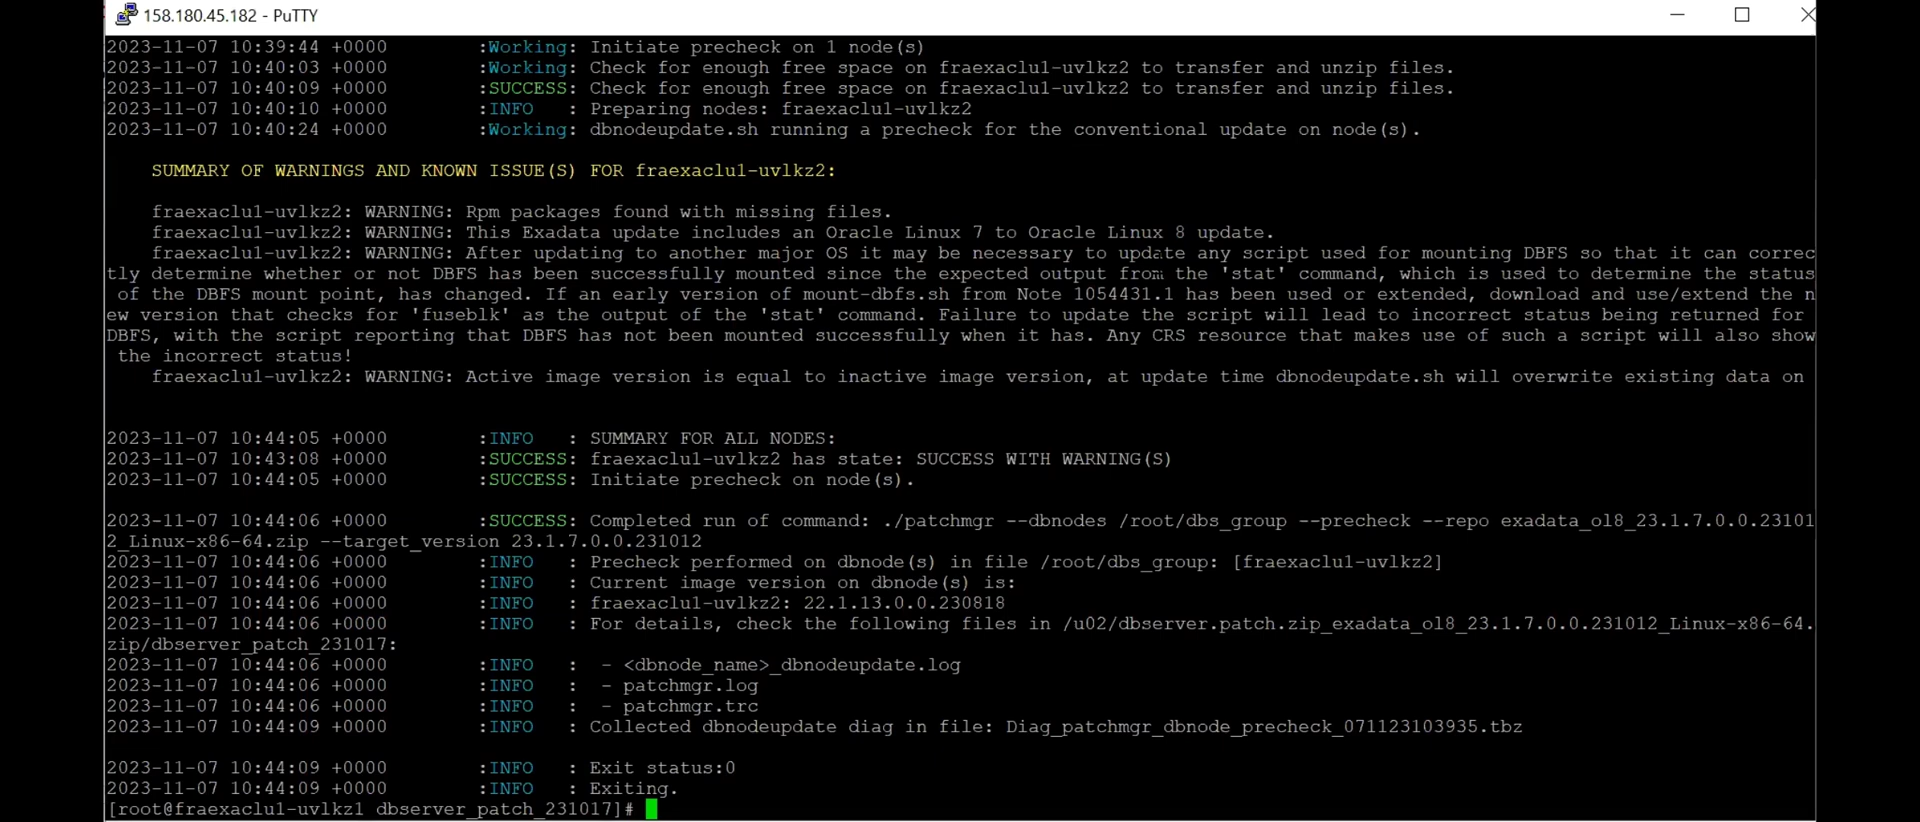 158.180.45.182 - PuTTY
2023-11-07 10:39:44 +0000        :Working: Initiate precheck on 1 node(s)
2023-11-07 10:40:03 +0000        :Working: Check for enough free space on fraexaclu1-uvlkz2 to transfer and unzip files.
2023-11-07 10:40:09 +0000        :SUCCESS: Check for enough free space on fraexaclu1-uvlkz2 to transfer and unzip files.
2023-11-07 10:40:10 +0000        :INFO   : Preparing nodes: fraexaclu1-uvlkz2
2023-11-07 10:40:24 +0000        :Working: dbnodeupdate.sh running a precheck for the conventional update on node(s).
SUMMARY OF WARNINGS AND KNOWN ISSUE(S) FOR fraexaclu1-uvlkz2:
fraexaclu1-uvlkz2: WARNING: Rpm packages found with missing files.
fraexaclu1-uvlkz2: WARNING: This Exadata update includes an Oracle Linux 7 to Oracle Linux 8 update.
fraexaclu1-uvlkz2: WARNING: After updating to another major OS it may be necessary to update any script used for mounting DBFS so that it can correc
tly determine whether or not DBFS has been successfully mounted since the expected output from the 'stat' command, which is used to determine the status
of the DBFS mount point, has changed. If an early version of mount-dbfs.sh from Note 1054431.1 has been used or extended, download and use/extend the n
ew version that checks for 'fuseblk' as the output of the 'stat' command. Failure to update the script will lead to incorrect status being returned for
DBFS, with the script reporting that DBFS has not been mounted successfully when it has. Any CRS resource that makes use of such a script will also show
the incorrect status!
fraexaclu1-uvlkz2: WARNING: Active image version is equal to inactive image version, at update time dbnodeupdate.sh will overwrite existing data on
2023-11-07 10:44:05 +0000        :INFO   : SUMMARY FOR ALL NODES:
2023-11-07 10:43:08 +0000        :SUCCESS: fraexaclu1-uvlkz2 has state: SUCCESS WITH WARNING(S)
2023-11-07 10:44:05 +0000        :SUCCESS: Initiate precheck on node(s).
2023-11-07 10:44:06 +0000        :SUCCESS: Completed run of command: ./patchmgr --dbnodes /root/dbs_group --precheck --repo exadata_ol8_23.1.7.0.0.23101
2_Linux-x86-64.zip --target_version 23.1.7.0.0.231012
2023-11-07 10:44:06 +0000        :INFO   : Precheck performed on dbnode(s) in file /root/dbs_group: [fraexaclu1-uvlkz2]
2023-11-07 10:44:06 +0000        :INFO   : Current image version on dbnode(s) is:
2023-11-07 10:44:06 +0000        :INFO   : fraexaclu1-uvlkz2: 22.1.13.0.0.230818
2023-11-07 10:44:06 +0000        :INFO   : For details, check the following files in /u02/dbserver.patch.zip_exadata_ol8_23.1.7.0.0.231012_Linux-x86-64.
zip/dbserver_patch_231017:
2023-11-07 10:44:06 +0000        :INFO   :  - <dbnode_name>_dbnodeupdate.log
2023-11-07 10:44:06 +0000        :INFO   :  - patchmgr.log
2023-11-07 10:44:06 +0000        :INFO   :  - patchmgr.trc
2023-11-07 10:44:09 +0000        :INFO   : Collected dbnodeupdate diag in file: Diag_patchmgr_dbnode_precheck_071123103935.tbz
2023-11-07 10:44:09 +0000        :INFO   : Exit status:0
2023-11-07 10:44:09 +0000        :INFO   : Exiting.
[root@fraexaclu1-uvlkz1 dbserver_patch_231017]#